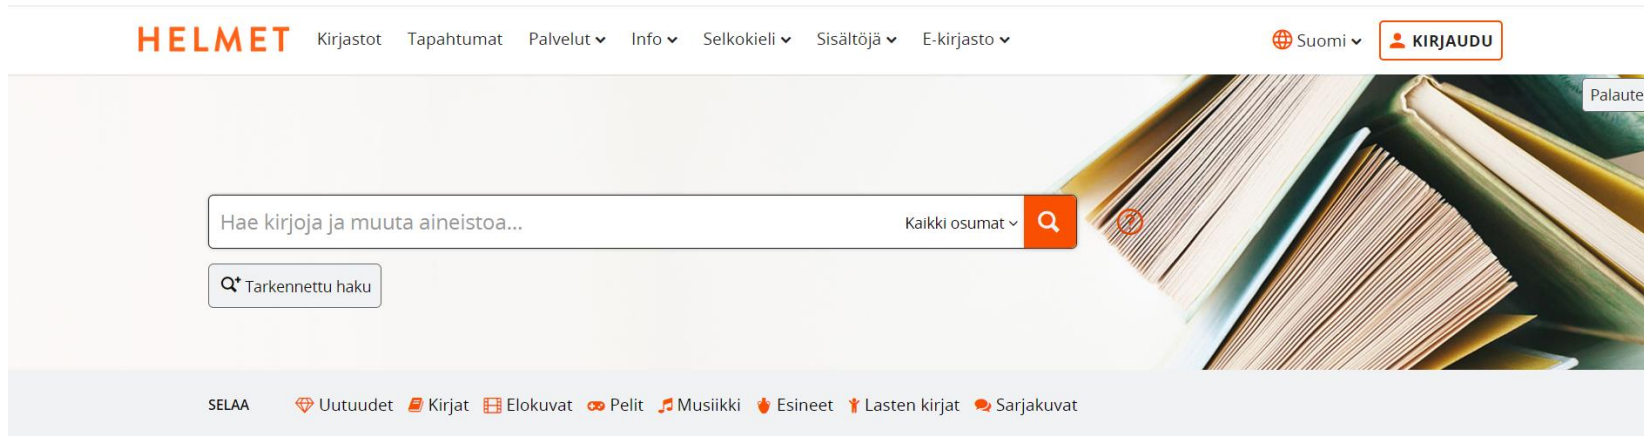 HELMET Kirjastot Tapahtumat Palvelut Info Selkokieli Sisältöjä E-kirjasto Suomi KIRJAUDU
Palaute
Hae kirjoja ja muuta aineistoa... Kaikki osumat
Tarkennettu haku
SELAA Uutuudet Kirjat Elokuvat Pelit Musiikki Esineet Lasten kirjat Sarjakuvat